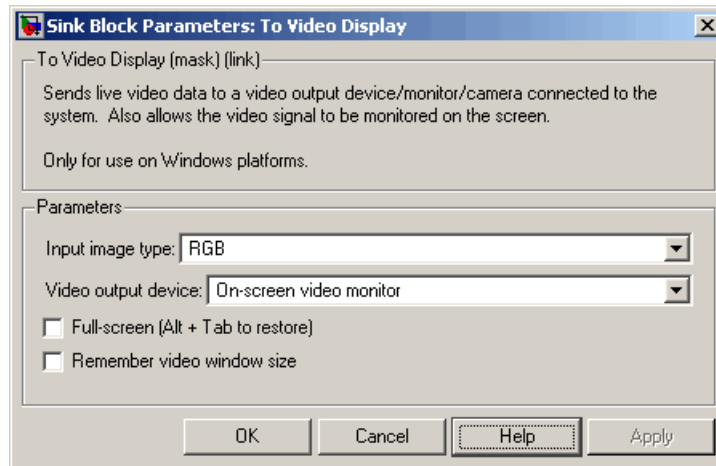 Sink Block Parameters: To Video Display
To Video Display (mask) (link)
Sends live video data to a video output device/monitor/camera connected to the
system. Also allows the video signal to be monitored on the screen.
Only for use on Windows platforms.
Parameters
Input image type: RGB
Video output device: On-screen video monitor
Full-screen (Alt + Tab to restore)
Remember video window size
OK Cancel Help Apply